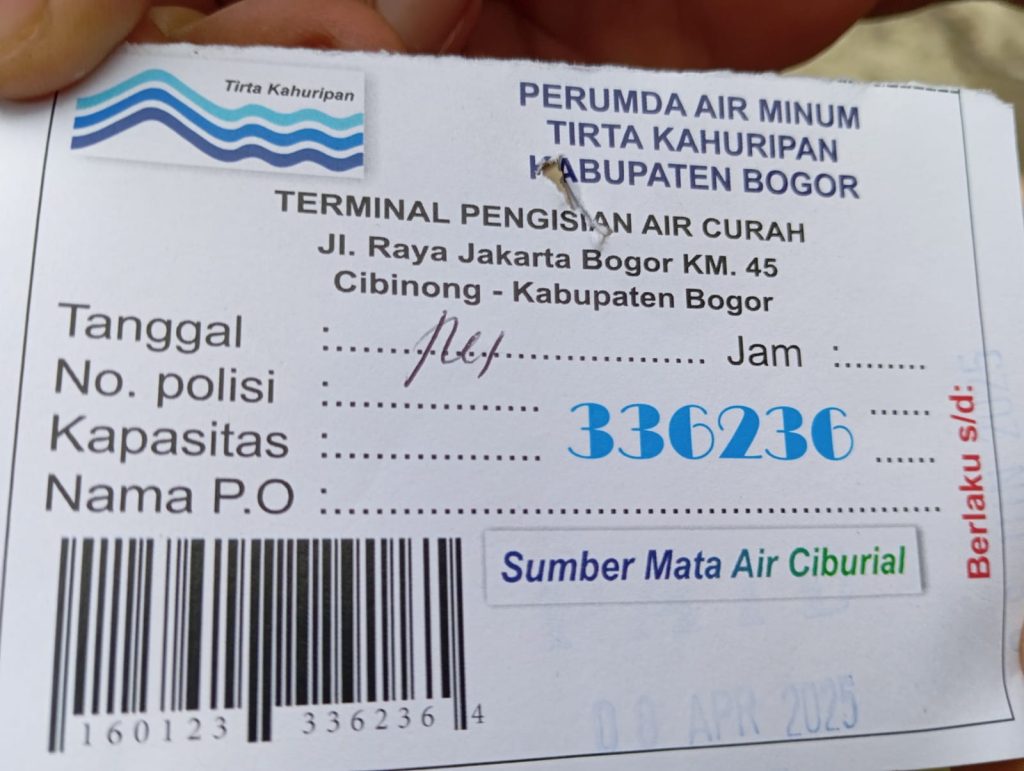 Tirta Kahuripan
PERUMDA AIR MINUM
TIRTA KAHURIPAN
KABUPATEN BOGOR
TERMINAL PENGISIAN AIR CURAH
Jl. Raya Jakarta Bogor KM. 45
Cibinong - Kabupaten Bogor
Tanggal :.................................... Jam :.........
No. polisi :..................... ......
Kapasitas :..................... 336236 ......
Nama P.O :............................................................
Berlaku s/d:
Sumber Mata Air Ciburial
160123 336236 4
APR 2025